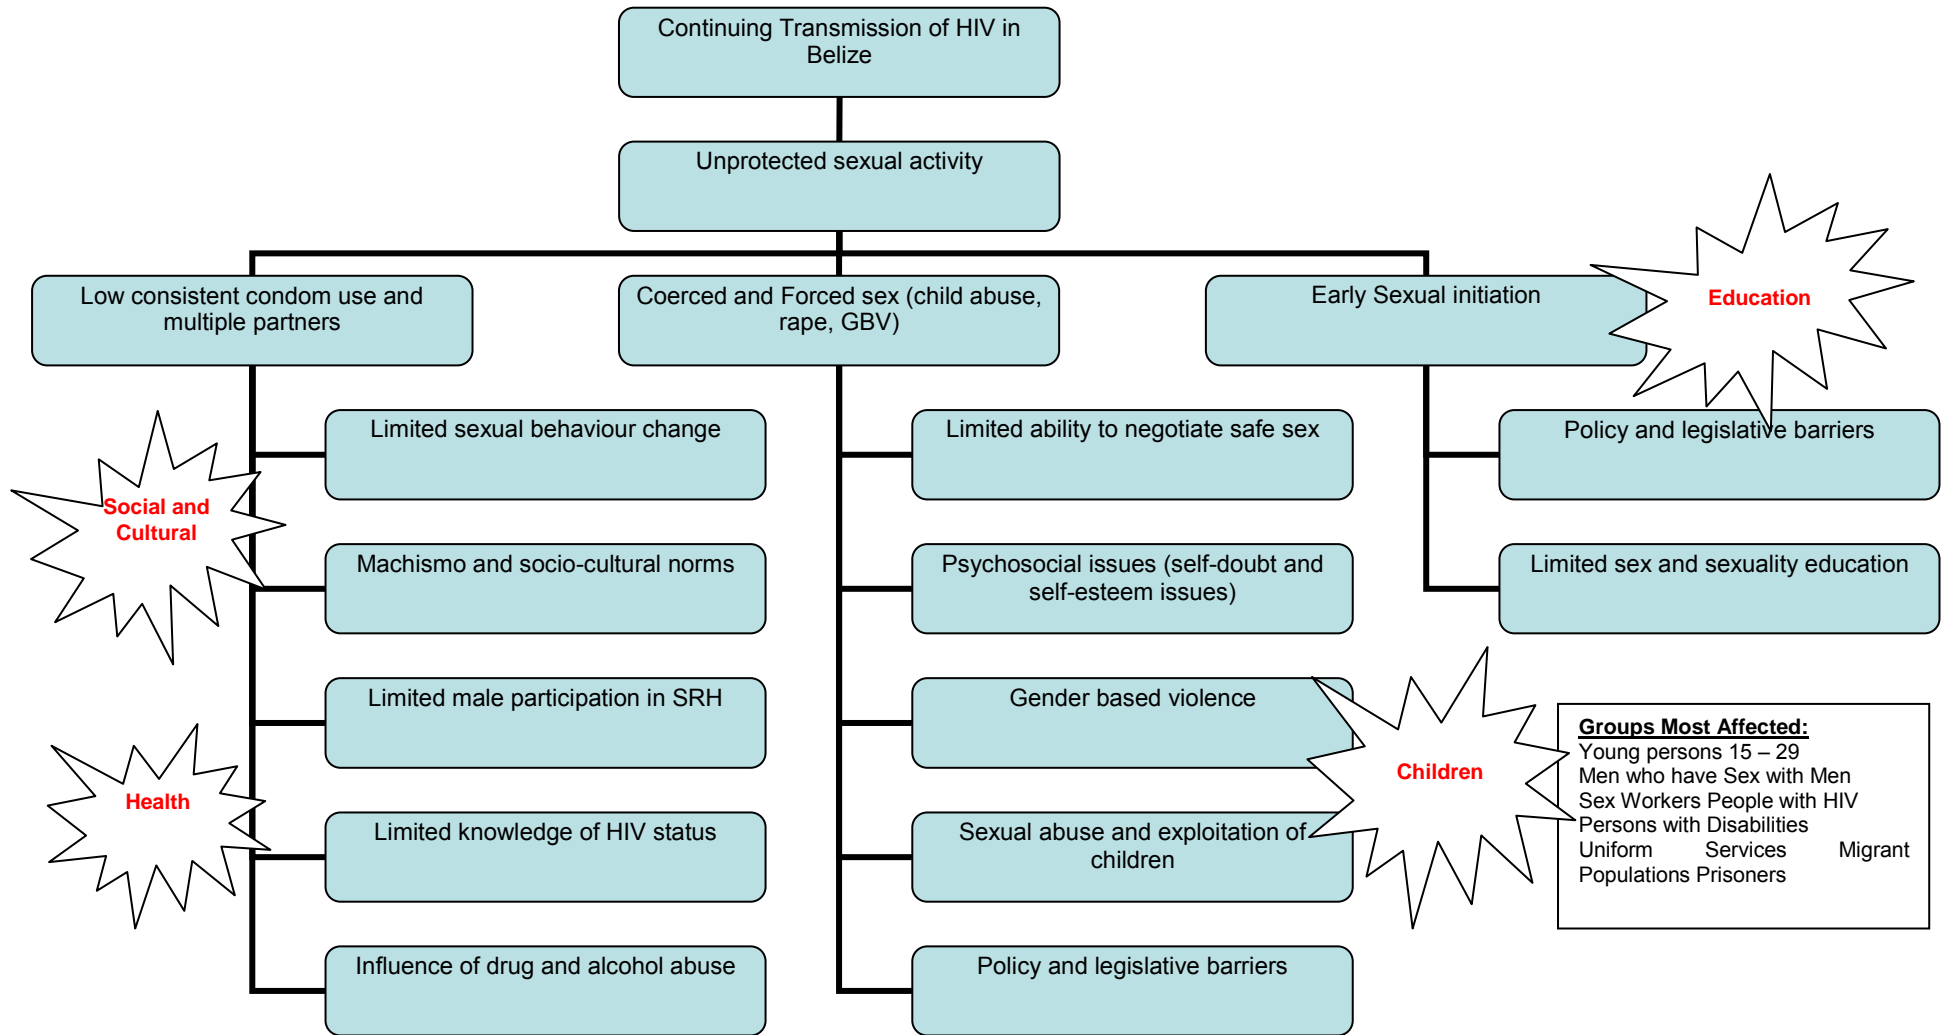 Continuing Transmission of HIV in
Belize
Unprotected sexual activity
Low consistent condom use and
multiple partners
Coerced and Forced sex (child abuse,
rape, GBV)
Early Sexual initiation
Education
Limited sexual behaviour change
Limited ability to negotiate safe sex
Policy and legislative barriers
Social and
Cultural
Machismo and socio-cultural norms
Psychosocial issues (self-doubt and
self-esteem issues)
Limited sex and sexuality education
Limited male participation in SRH
Gender based violence
Children
Groups Most Affected:
Young persons 15 – 29
Men who have Sex with Men
Sex Workers People with HIV
Persons with Disabilities
Uniform Services Migrant
Populations Prisoners
Health
Limited knowledge of HIV status
Sexual abuse and exploitation of
children
Influence of drug and alcohol abuse
Policy and legislative barriers